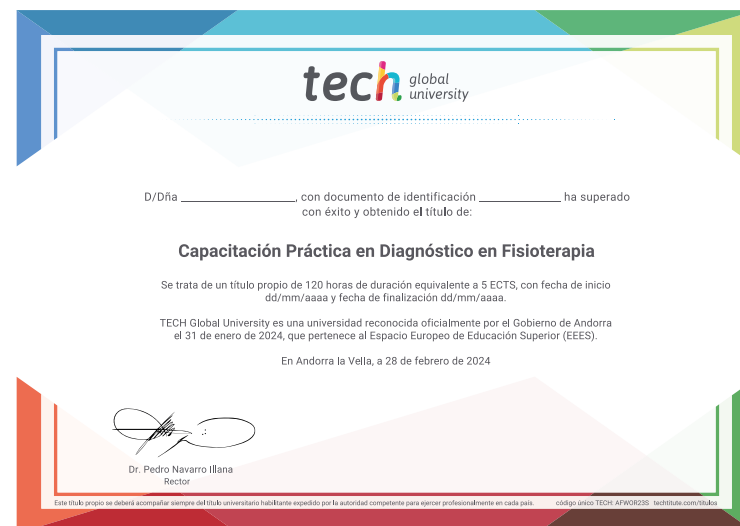 tech global
university
D/Dña ____________________, con documento de identificación ______________ ha superado
con éxito y obtenido el título de:
Capacitación Práctica en Diagnóstico en Fisioterapia
Se trata de un título propio de 120 horas de duración equivalente a 5 ECTS, con fecha de inicio
dd/mm/aaaa y fecha de finalización dd/mm/aaaa.
TECH Global University es una universidad reconocida oficialmente por el Gobierno de Andorra
el 31 de enero de 2024, que pertenece al Espacio Europeo de Educación Superior (EEES).
En Andorra la Vella, a 28 de febrero de 2024
Dr. Pedro Navarro Illana
Rector
Este título propio se deberá acompañar siempre del título universitario habilitante expedido por la autoridad competente para ejercer profesionalmente en cada país. código único TECH: AFWOR23S techtitute.com/titulos